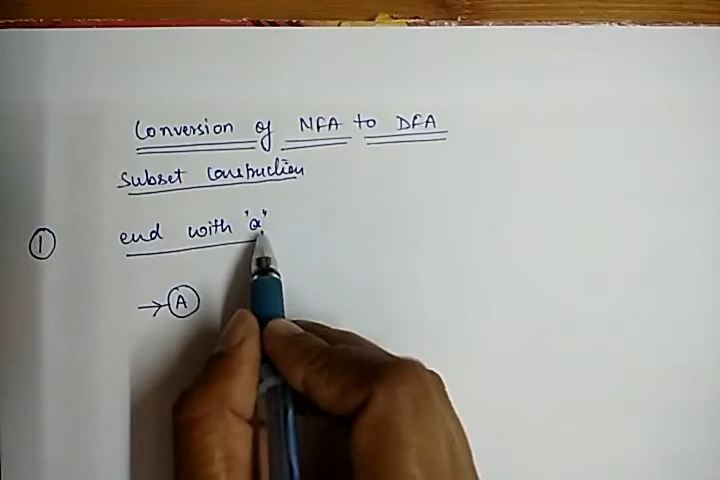 Conversion of NFA to DFA
Subset Construction
① end with "a"
→ A